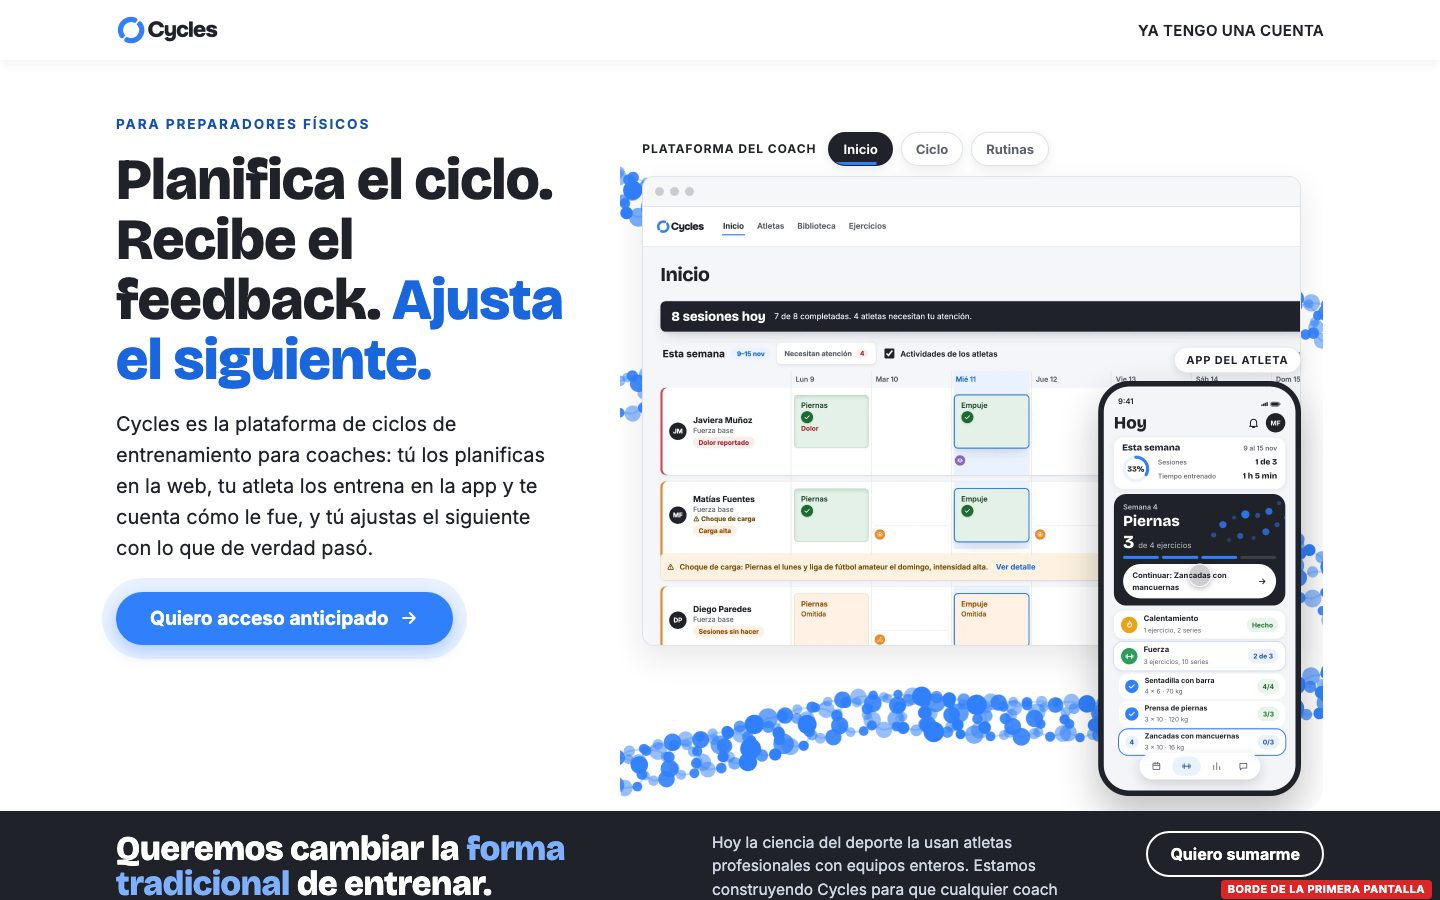 Cycles
YA TENGO UNA CUENTA
PARA PREPARADORES FÍSICOS
Planifica el ciclo.
Recibe el
feedback. Ajusta
el siguiente.
Cycles es la plataforma de ciclos de
entrenamiento para coaches: tú los planificas
en la web, tu atleta los entrena en la app y te
cuenta cómo le fue, y tú ajustas el siguiente
con lo que de verdad pasó.
Quiero acceso anticipado →
PLATAFORMA DEL COACH Inicio Ciclo Rutinas
Cycles Inicio Atletas Biblioteca Ejercicios
Inicio
8 sesiones hoy 7 de 8 completadas. 4 atletas necesitan tu atención.
Esta semana 9–15 nov Necesitan atención 4 Actividades de los atletas
Lun 9 Mar 10 Mié 11 Jue 12 Vie 13 Sáb 14 Dom 15
JM Javiera Muñoz
Fuerza base
Dolor reportado
Piernas
Dolor
Empuje
MF Matías Fuentes
Fuerza base
Choque de carga
Carga alta
Piernas
Empuje
Choque de carga: Piernas el lunes y liga de fútbol amateur el domingo, intensidad alta. Ver detalle
DP Diego Paredes
Fuerza base
Sesiones sin hacer
Piernas
Omitida
Empuje
Omitida
APP DEL ATLETA
9:41
Hoy MF
Esta semana 9 al 15 nov
33%
Sesiones 1 de 3
Tiempo entrenado 1 h 5 min
Semana 4
Piernas
3 de 4 ejercicios
Continuar: Zancadas con
mancuernas →
Calentamiento
1 ejercicio, 2 series
Hecho
Fuerza
3 ejercicios, 10 series
2 de 3
Sentadilla con barra
4 × 6 · 70 kg
4/4
Prensa de piernas
3 × 10 · 120 kg
3/3
4 Zancadas con mancuernas
3 × 10 · 16 kg
0/3
Queremos cambiar la forma
tradicional de entrenar.
Hoy la ciencia del deporte la usan atletas
profesionales con equipos enteros. Estamos
construyendo Cycles para que cualquier coach
Quiero sumarme
BORDE DE LA PRIMERA PANTALLA